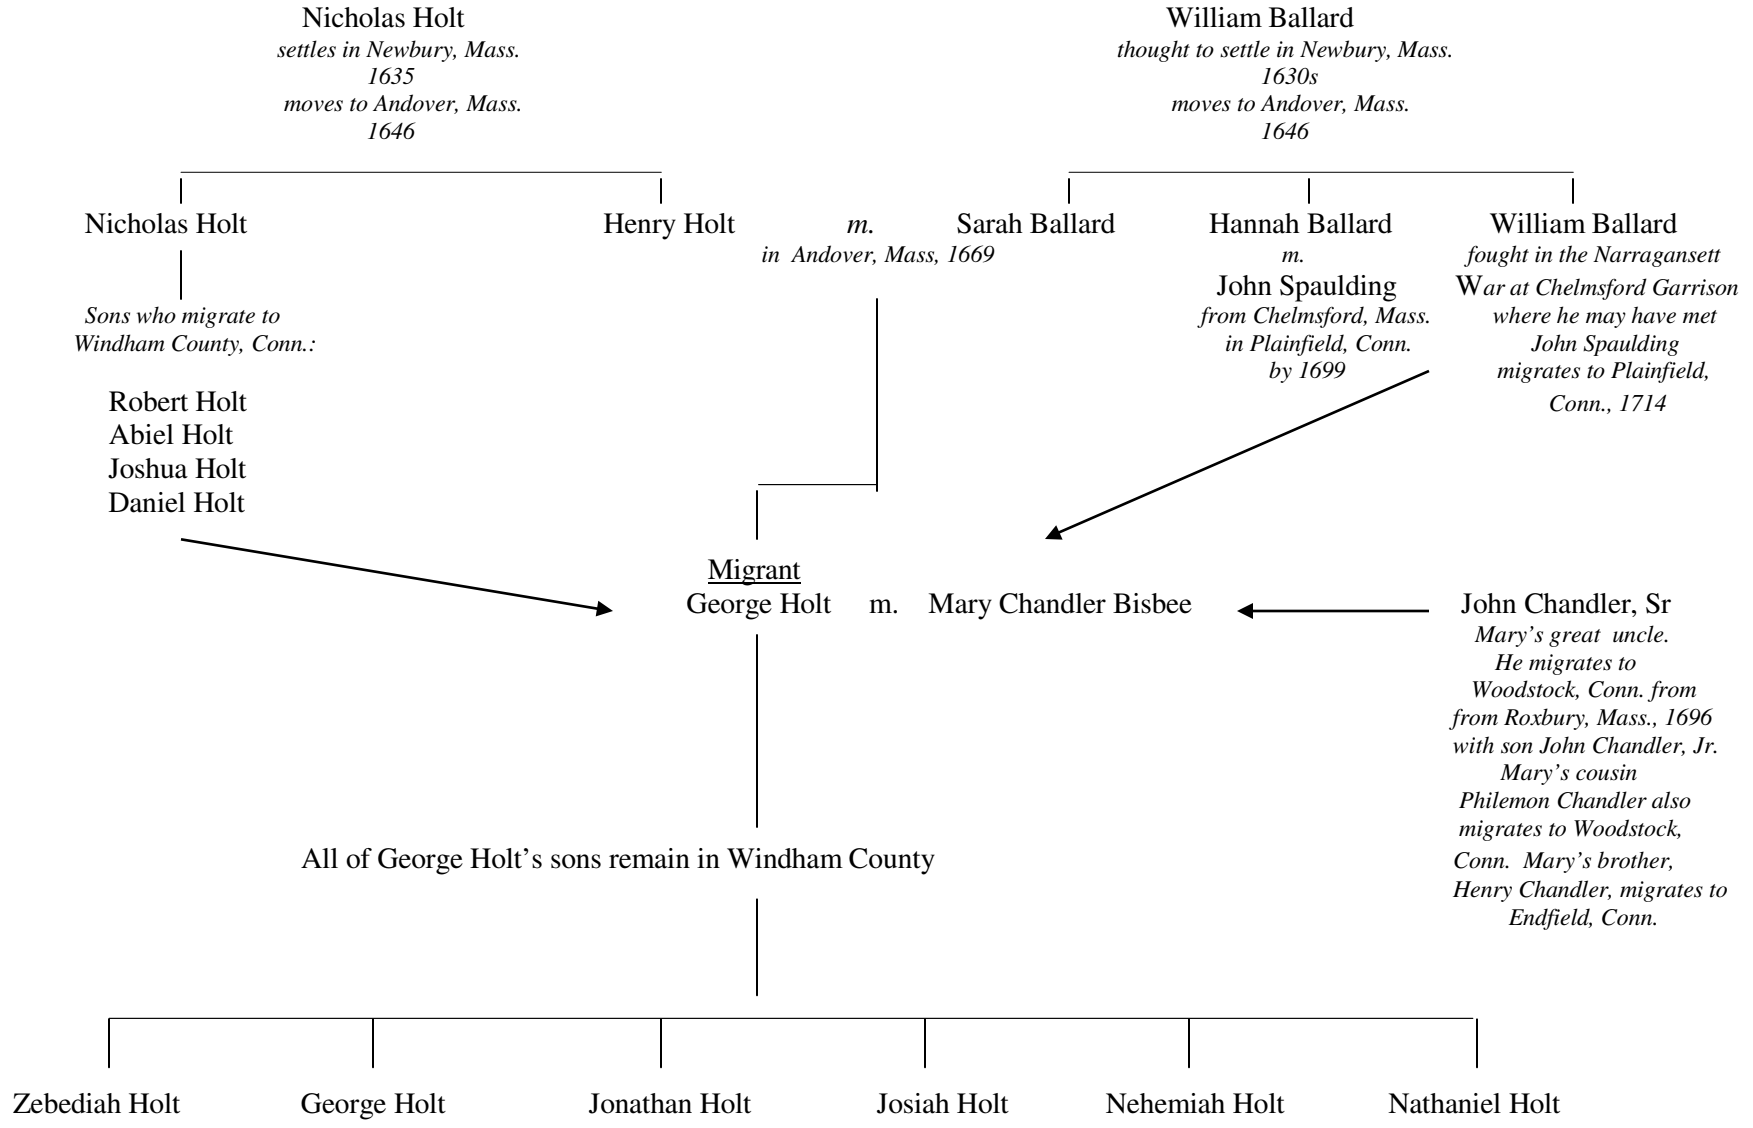 Nicholas Holt
settles in Newbury, Mass.
1635
moves to Andover, Mass.
1646
William Ballard
thought to settle in Newbury, Mass.
1630s
moves to Andover, Mass.
1646
Nicholas Holt
Sons who migrate to
Windham County, Conn.:
Robert Holt
Abiel Holt
Joshua Holt
Daniel Holt
Henry Holt
m.
in Andover, Mass, 1669
Sarah Ballard
Hannah Ballard
m.
John Spaulding
from Chelmsford, Mass.
in Plainfield, Conn.
by 1699
William Ballard
fought in the Narragansett
War at Chelmsford Garrison
where he may have met
John Spaulding
migrates to Plainfield,
Conn., 1714
Migrant
George Holt m. Mary Chandler Bisbee
John Chandler, Sr
Mary’s great uncle.
He migrates to
Woodstock, Conn. from
from Roxbury, Mass., 1696
with son John Chandler, Jr.
Mary’s cousin
Philemon Chandler also
migrates to Woodstock,
Conn. Mary’s brother,
Henry Chandler, migrates to
Endfield, Conn.
All of George Holt’s sons remain in Windham County
Zebediah Holt
George Holt
Jonathan Holt
Josiah Holt
Nehemiah Holt
Nathaniel Holt